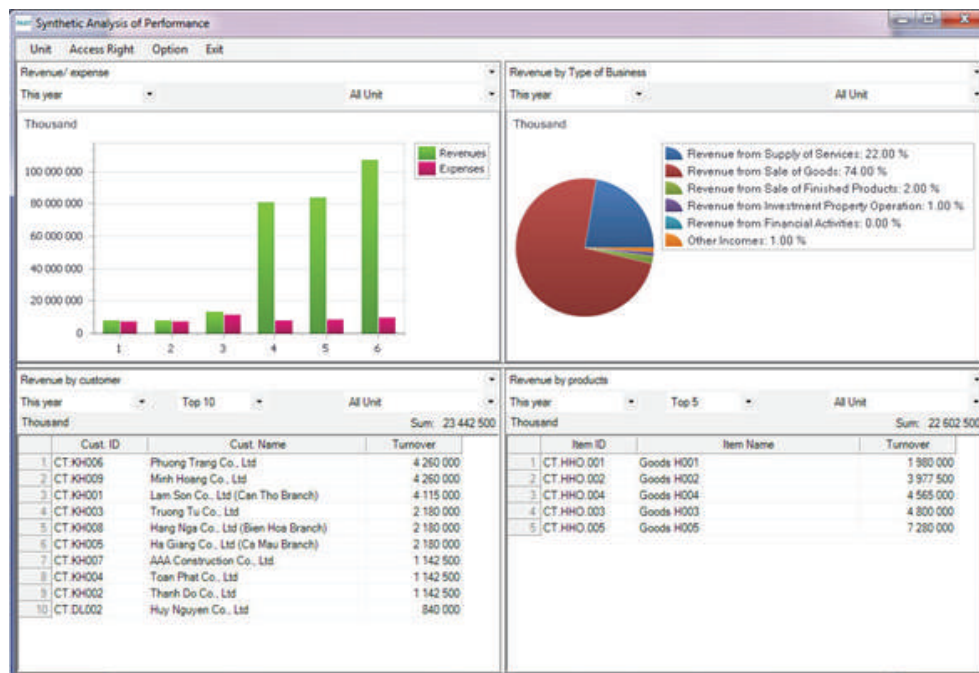 FAST Synthetic Analysis of Performance
Unit Access Right Option Exit
Revenue/ expense
This year All Unit
Thousand
100 000 000
80 000 000
60 000 000
40 000 000
20 000 000
0
1 2 3 4 5 6
Revenues
Expenses
Revenue by Type of Business
This year All Unit
Thousand
Revenue from Supply of Services: 22.00 %
Revenue from Sale of Goods: 74.00 %
Revenue from Sale of Finished Products: 2.00 %
Revenue from Investment Property Operation: 1.00 %
Revenue from Financial Activities: 0.00 %
Other Incomes: 1.00 %
Revenue by customer
This year Top 10 All Unit
Thousand Sum: 23 442 500
Cust. ID Cust. Name Turnover
1 CT.KH006 Phuong Trang Co., Ltd 4 260 000
2 CT.KH009 Minh Hoang Co., Ltd 4 260 000
3 CT.KH001 Lam Son Co., Ltd (Can Tho Branch) 4 115 000
4 CT.KH003 Truong Tu Co., Ltd 2 180 000
5 CT.KH008 Hang Nga Co., Ltd (Bien Hoa Branch) 2 180 000
6 CT.KH005 Ha Giang Co., Ltd (Ca Mau Branch) 2 180 000
7 CT.KH007 AAA Construction Co., Ltd 1 142 500
8 CT.KH004 Toan Phat Co., Ltd 1 142 500
9 CT.KH002 Thanh Do Co., Ltd 1 142 500
10 CT.DL002 Huy Nguyen Co., Ltd 840 000
Revenue by products
This year Top 5 All Unit
Thousand Sum: 22 602 500
Item ID Item Name Turnover
1 CT.HHO.001 Goods H001 1 980 000
2 CT.HHO.002 Goods H002 3 977 500
3 CT.HHO.004 Goods H004 4 565 000
4 CT.HHO.003 Goods H003 4 800 000
5 CT.HHO.005 Goods H005 7 280 000